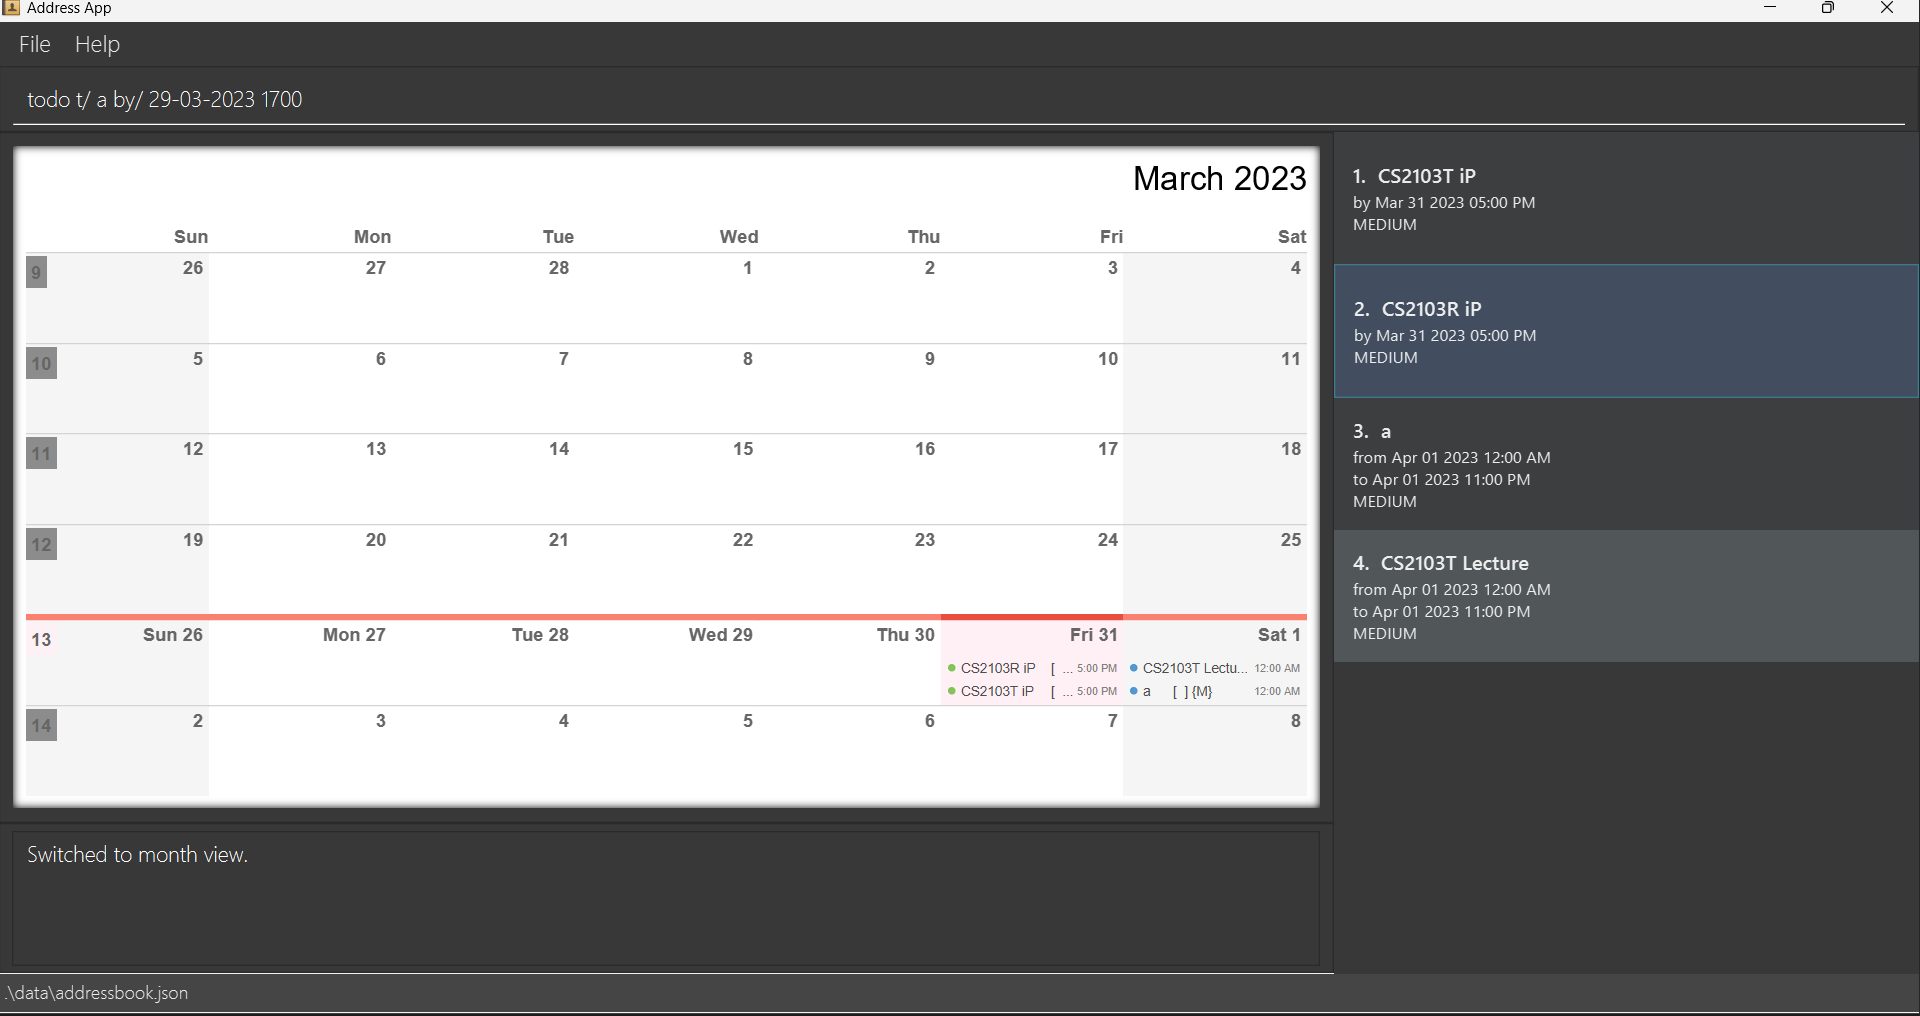 Address App
File Help
todo t/ a by/ 29-03-2023 1700
March 2023
Sun Mon Tue Wed Thu Fri Sat
9 26 27 28 1 2 3 4
10 5 6 7 8 9 10 11
11 12 13 14 15 16 17 18
12 19 20 21 22 23 24 25
13 Sun 26 Mon 27 Tue 28 Wed 29 Thu 30 Fri 31 Sat 1
CS2103R iP [ ... 5:00 PM CS2103T Lectu... 12:00 AM
CS2103T iP [ ... 5:00 PM a [ ] {M} 12:00 AM
14 2 3 4 5 6 7 8
Switched to month view.
1. CS2103T iP
by Mar 31 2023 05:00 PM
MEDIUM
2. CS2103R iP
by Mar 31 2023 05:00 PM
MEDIUM
3. a
from Apr 01 2023 12:00 AM
to Apr 01 2023 11:00 PM
MEDIUM
4. CS2103T Lecture
from Apr 01 2023 12:00 AM
to Apr 01 2023 11:00 PM
MEDIUM
.\data\addressbook.json